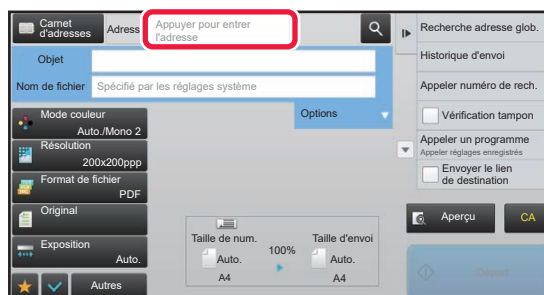 Carnet
d'adresses
Adress
Appuyer pour entrer
l'adresse
Objet
Nom de fichier
Spécifié par les réglages système
Options
Mode couleur
Auto./Mono 2
Résolution
200x200ppp
Format de fichier
PDF
Original
Exposition
Auto.
Autres
Taille de num.
Auto.
A4
100%
Taille d'envoi
Auto.
A4
Recherche adresse glob.
Historique d'envoi
Appeler numéro de rech.
Vérification tampon
Appeler un programme
Appeler réglages enregistrés
Envoyer le lien
de destination
Aperçu
CA
Départ